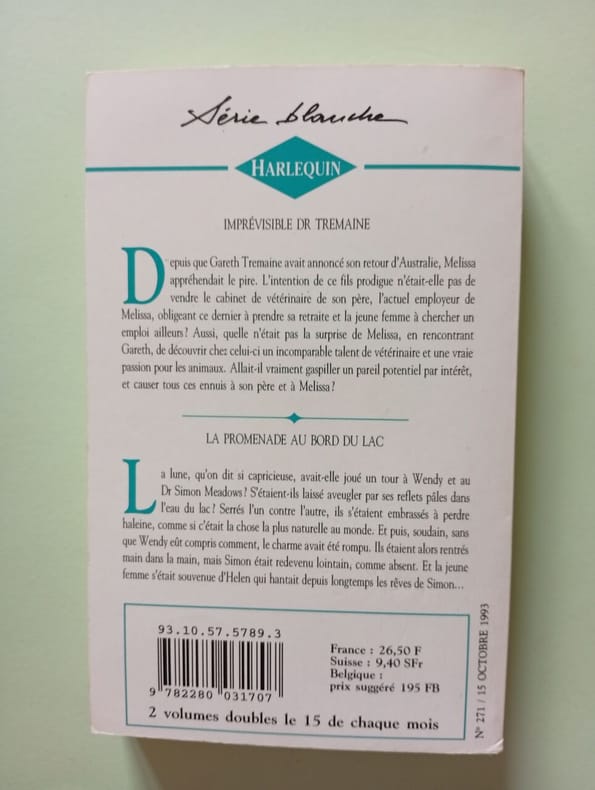 Série blanche
HARLEQUIN
IMPRÉVISIBLE DR TREMAINE
Depuis que Gareth Tremaine avait annoncé son retour d'Australie, Melissa
appréhendait le pire. L'intention de ce fils prodigue n'était-elle pas de
vendre le cabinet de vétérinaire de son père, l'actuel employeur de
Melissa, obligeant ce dernier à prendre sa retraite et la jeune femme à chercher un
emploi ailleurs? Aussi, quelle n'était pas la surprise de Melissa, en rencontrant
Gareth, de découvrir chez celui-ci un incomparable talent de vétérinaire et une vraie
passion pour les animaux. Allait-il vraiment gaspiller un pareil potentiel par intérêt,
et causer tous ces ennuis à son père et à Melissa?
LA PROMENADE AU BORD DU LAC
La lune, qu'on dit si capricieuse, avait-elle joué un tour à Wendy et au
Dr Simon Meadows? S'étaient-ils laissé aveugler par ses reflets pâles dans
l'eau du lac? Serrés l'un contre l'autre, ils s'étaient embrassés à perdre
haleine, comme si c'était la chose la plus naturelle au monde. Et puis, soudain, sans
que Wendy eût compris comment, le charme avait été rompu. Ils étaient alors rentrés
main dans la main, mais Simon était redevenu lointain, comme absent. Et la jeune
femme s'était souvenue d'Helen qui hantait depuis longtemps les rêves de Simon...
93.10.57.5789.3
9 782280 031707
France : 26,50 F
Suisse : 9,40 SFr
Belgique :
prix suggéré 195 FB
2 volumes doubles le 15 de chaque mois
N° 271 / 15 OCTOBRE 1993